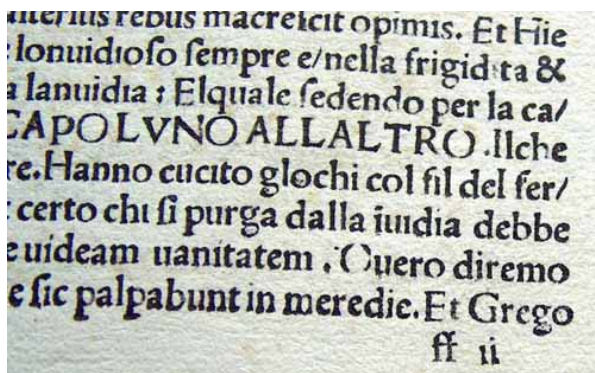 alterius rebus macreſcit opimis. Et Hie
lonuidioſo ſempre e/nella frigidita &
a lanuidia : Elquale ſedendo per la ca/
CAPO LVNO ALLALTRO .Ilche
re. Hanno cucito glochi col fil del fer/
certo chi ſi purga dalla iuidia debbe
e uideam uanitatem . Ouero diremo
e ſic palpabunt in meredie. Et Grego
ff ii